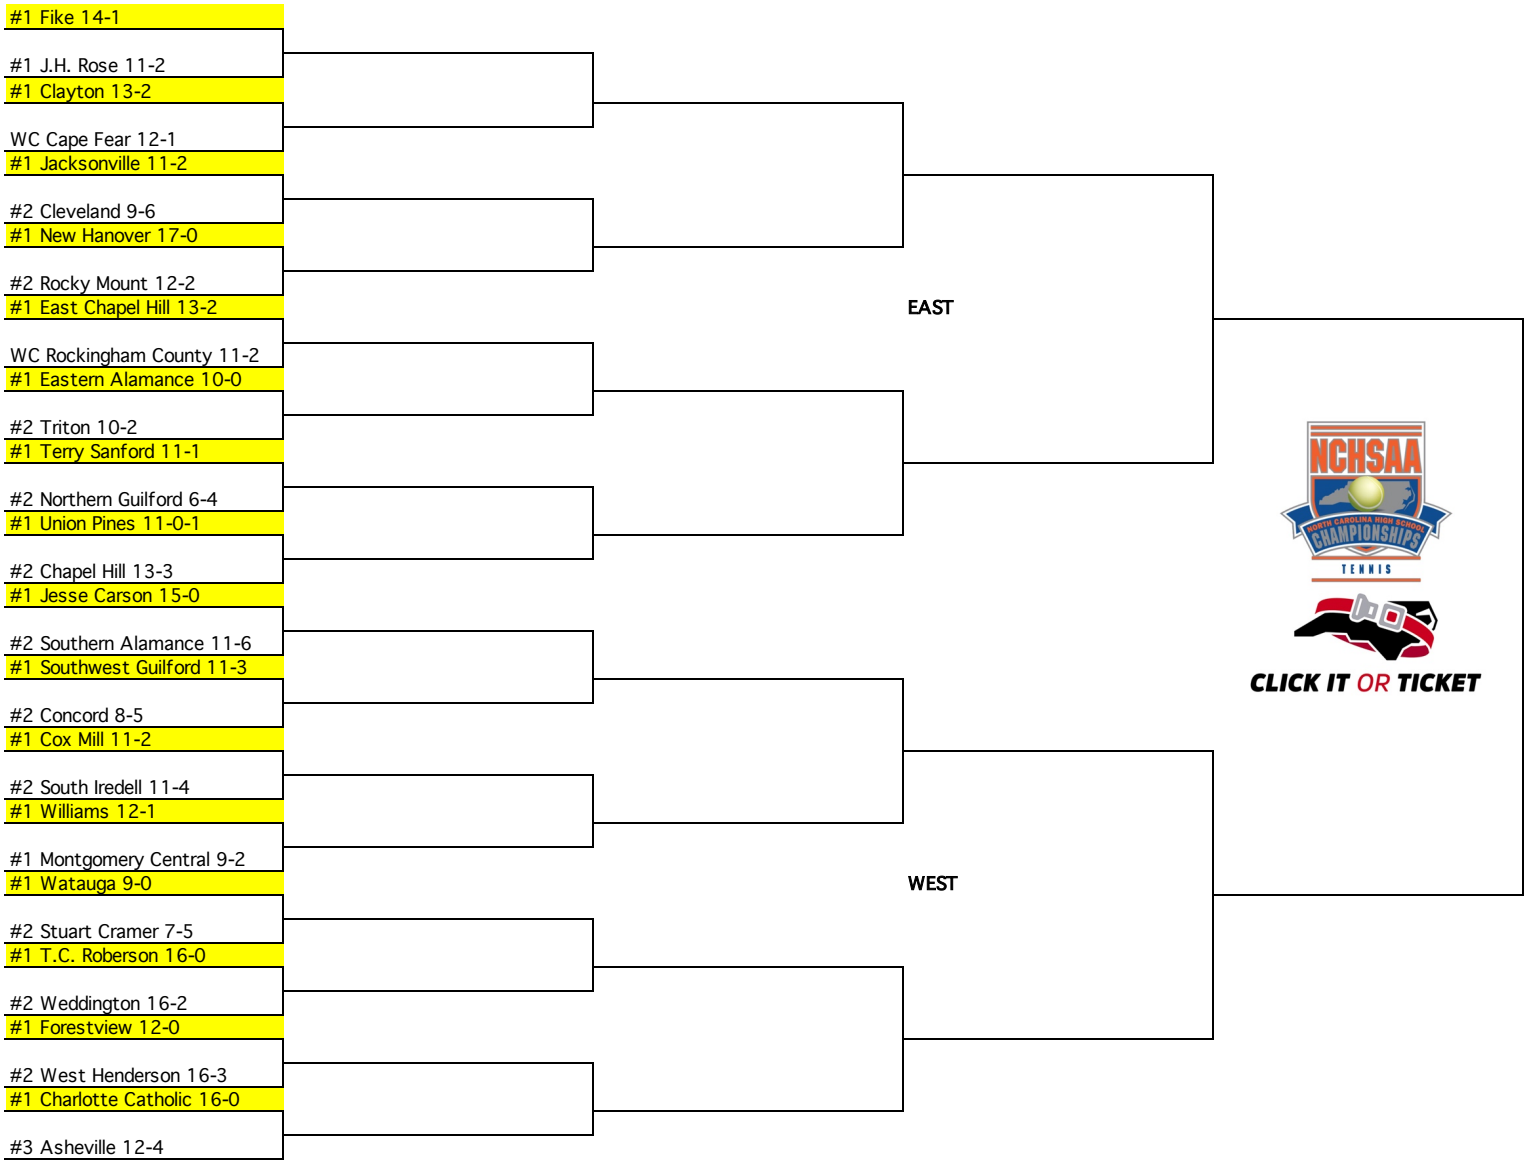 #1 Fike 14-1
#1 J.H. Rose 11-2
#1 Clayton 13-2
WC Cape Fear 12-1
#1 Jacksonville 11-2
#2 Cleveland 9-6
#1 New Hanover 17-0
#2 Rocky Mount 12-2
#1 East Chapel Hill 13-2
EAST
WC Rockingham County 11-2
#1 Eastern Alamance 10-0
#2 Triton 10-2
#1 Terry Sanford 11-1
#2 Northern Guilford 6-4
#1 Union Pines 11-0-1
#2 Chapel Hill 13-3
#1 Jesse Carson 15-0
#2 Southern Alamance 11-6
#1 Southwest Guilford 11-3
#2 Concord 8-5
#1 Cox Mill 11-2
#2 South Iredell 11-4
#1 Williams 12-1
#1 Montgomery Central 9-2
#1 Watauga 9-0
WEST
#2 Stuart Cramer 7-5
#1 T.C. Roberson 16-0
#2 Weddington 16-2
#1 Forestview 12-0
#2 West Henderson 16-3
#1 Charlotte Catholic 16-0
#3 Asheville 12-4
NCHSAA
NORTH CAROLINA HIGH SCHOOL
CHAMPIONSHIPS
TENNIS
CLICK IT OR TICKET